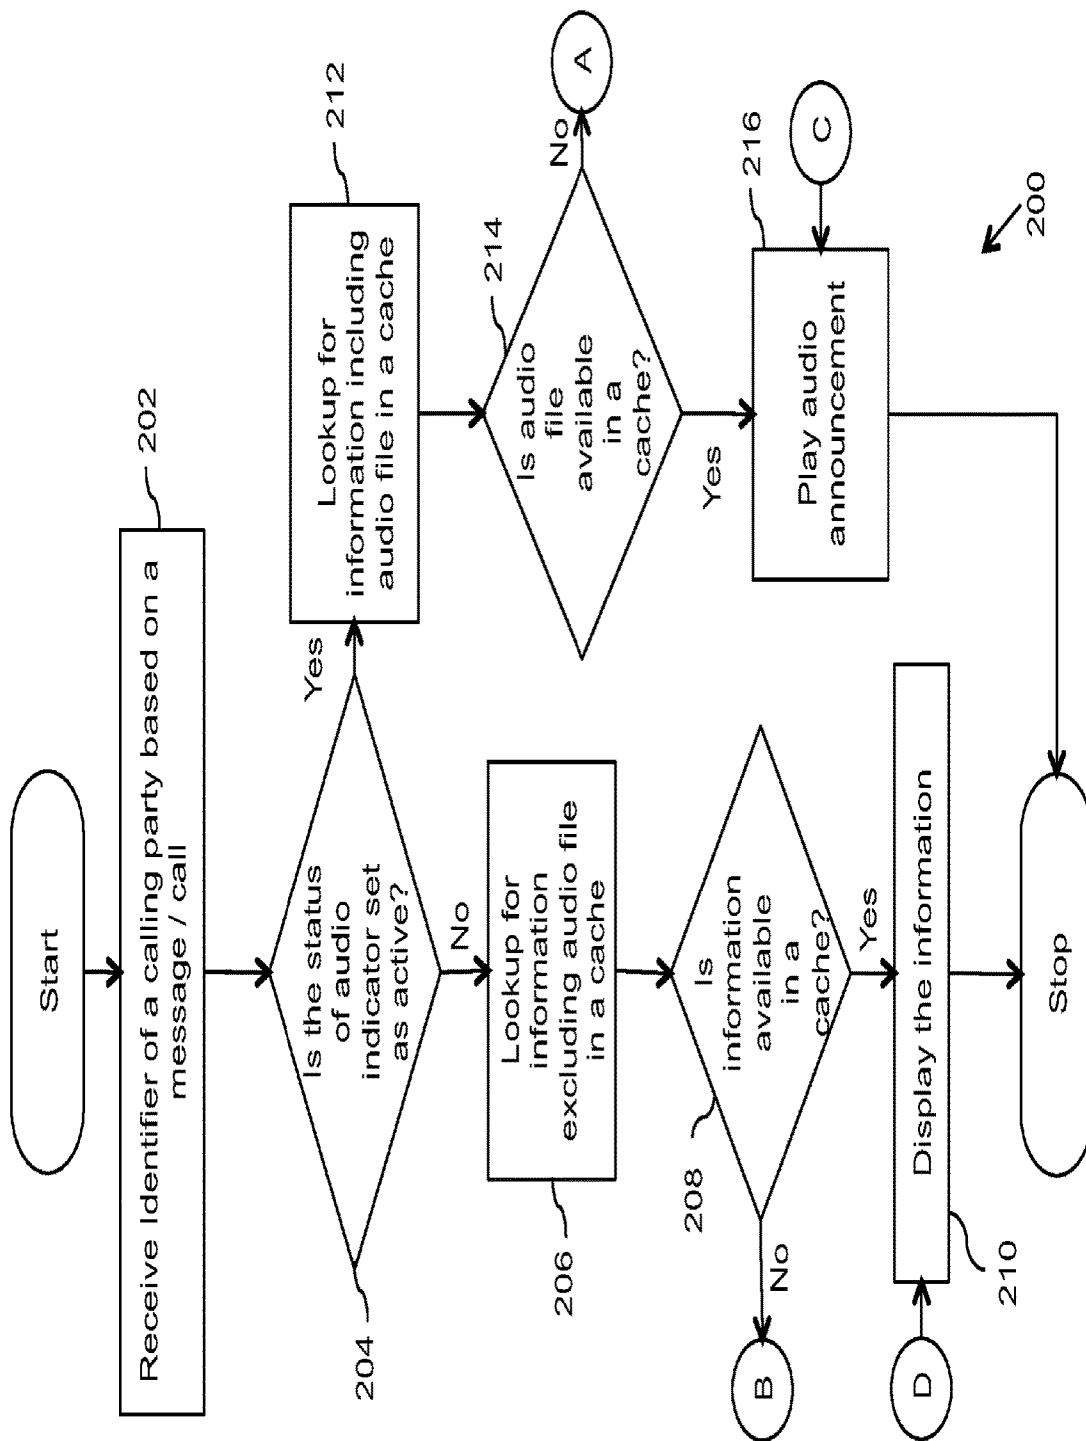 Start
Receive Identifier of a calling party based on a
message / call
202
Is the status
of audio
indicator set
as active?
204
Yes
No
Lookup for
information including
audio file in a cache
212
Is audio
file
available
in a
cache?
214
No
A
Yes
Play audio
announcement
216
C
Lookup for
information
excluding audio file
in a cache
206
Is
information
available
in a
cache?
208
No
B
Yes
Display the information
210
D
Stop
200